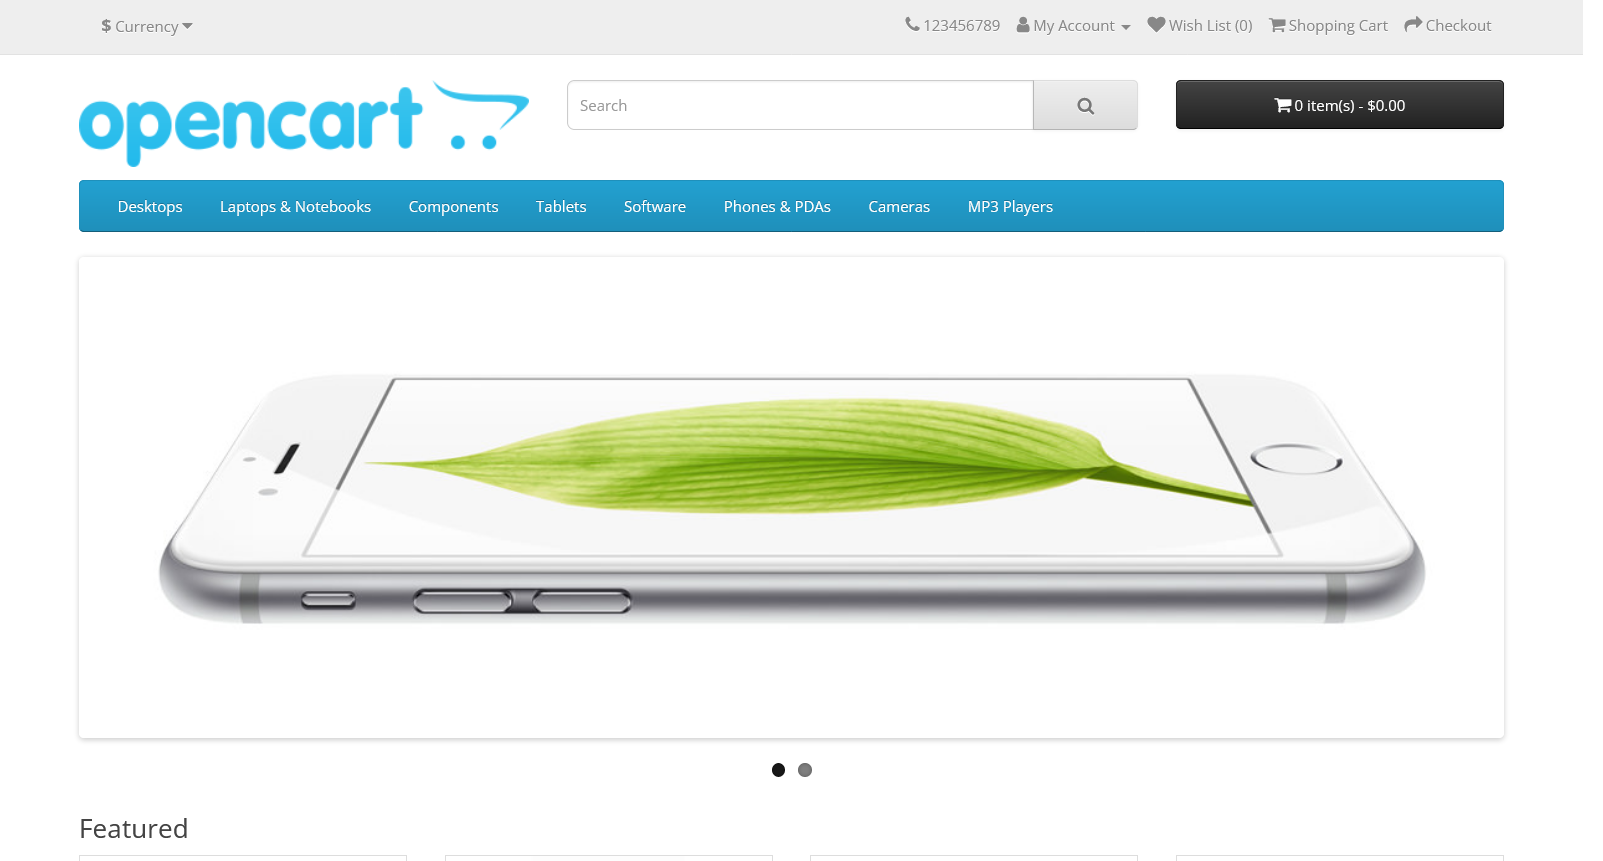 $ Currency
123456789 My Account Wish List (0) Shopping Cart Checkout
opencart
Search
0 item(s) - $0.00
Desktops Laptops & Notebooks Components Tablets Software Phones & PDAs Cameras MP3 Players
Featured